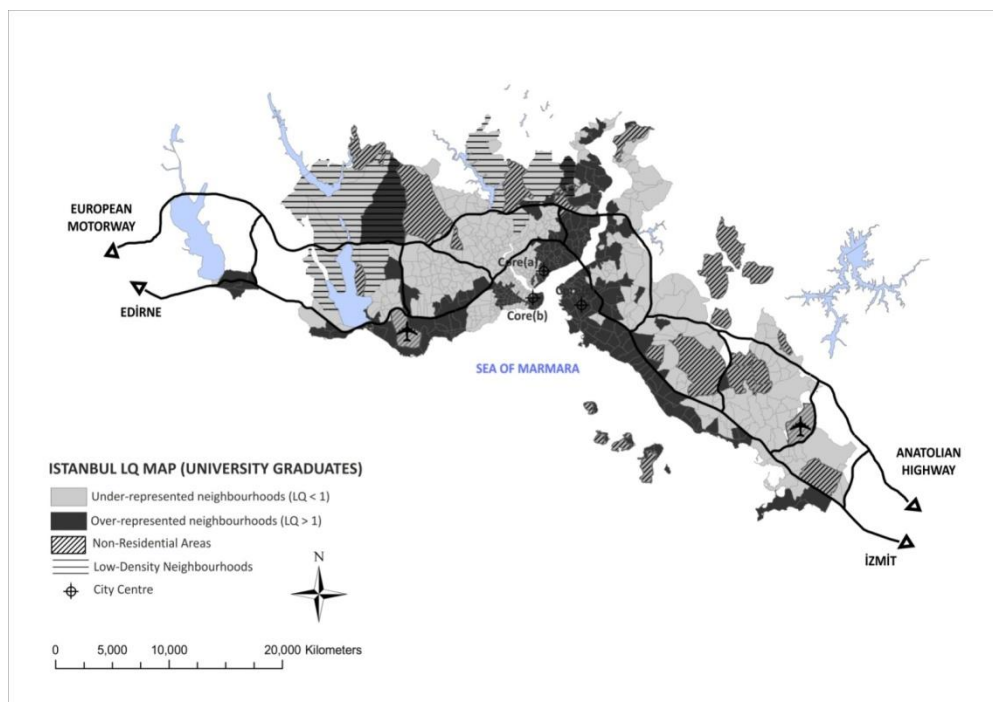 EUROPEAN
MOTORWAY
EDİRNE
Core(a)
Core(b)
SEA OF MARMARA
ANATOLIAN
HIGHWAY
İZMİT
ISTANBUL LQ MAP (UNIVERSITY GRADUATES)
Under-represented neighbourhoods (LQ < 1)
Over-represented neighbourhoods (LQ > 1)
Non-Residential Areas
Low-Density Neighbourhoods
City Centre
N
0 5,000 10,000 20,000 Kilometers